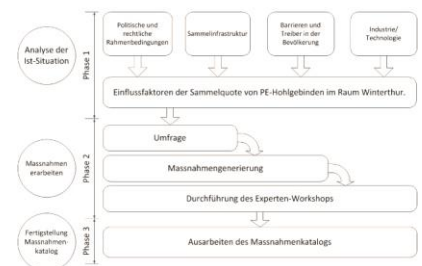 Analyse der
Ist-Situation
Phase 1
Politische und
rechtliche
Rahmenbedingungen
Sammelinfrastruktur
Barrieren und
Treiber in der
Bevölkerung
Industrie/
Technologie
Einflussfaktoren der Sammelquote von PE-Hohlgebinden im Raum Winterthur.
Massnahmen
erarbeiten
Phase 2
Umfrage
Massnahmengenerierung
Durchführung des Experten-Workshops
Fertigstellung
Massnahmen-
katalog
Phase 3
Ausarbeiten des Massnahmenkatalogs